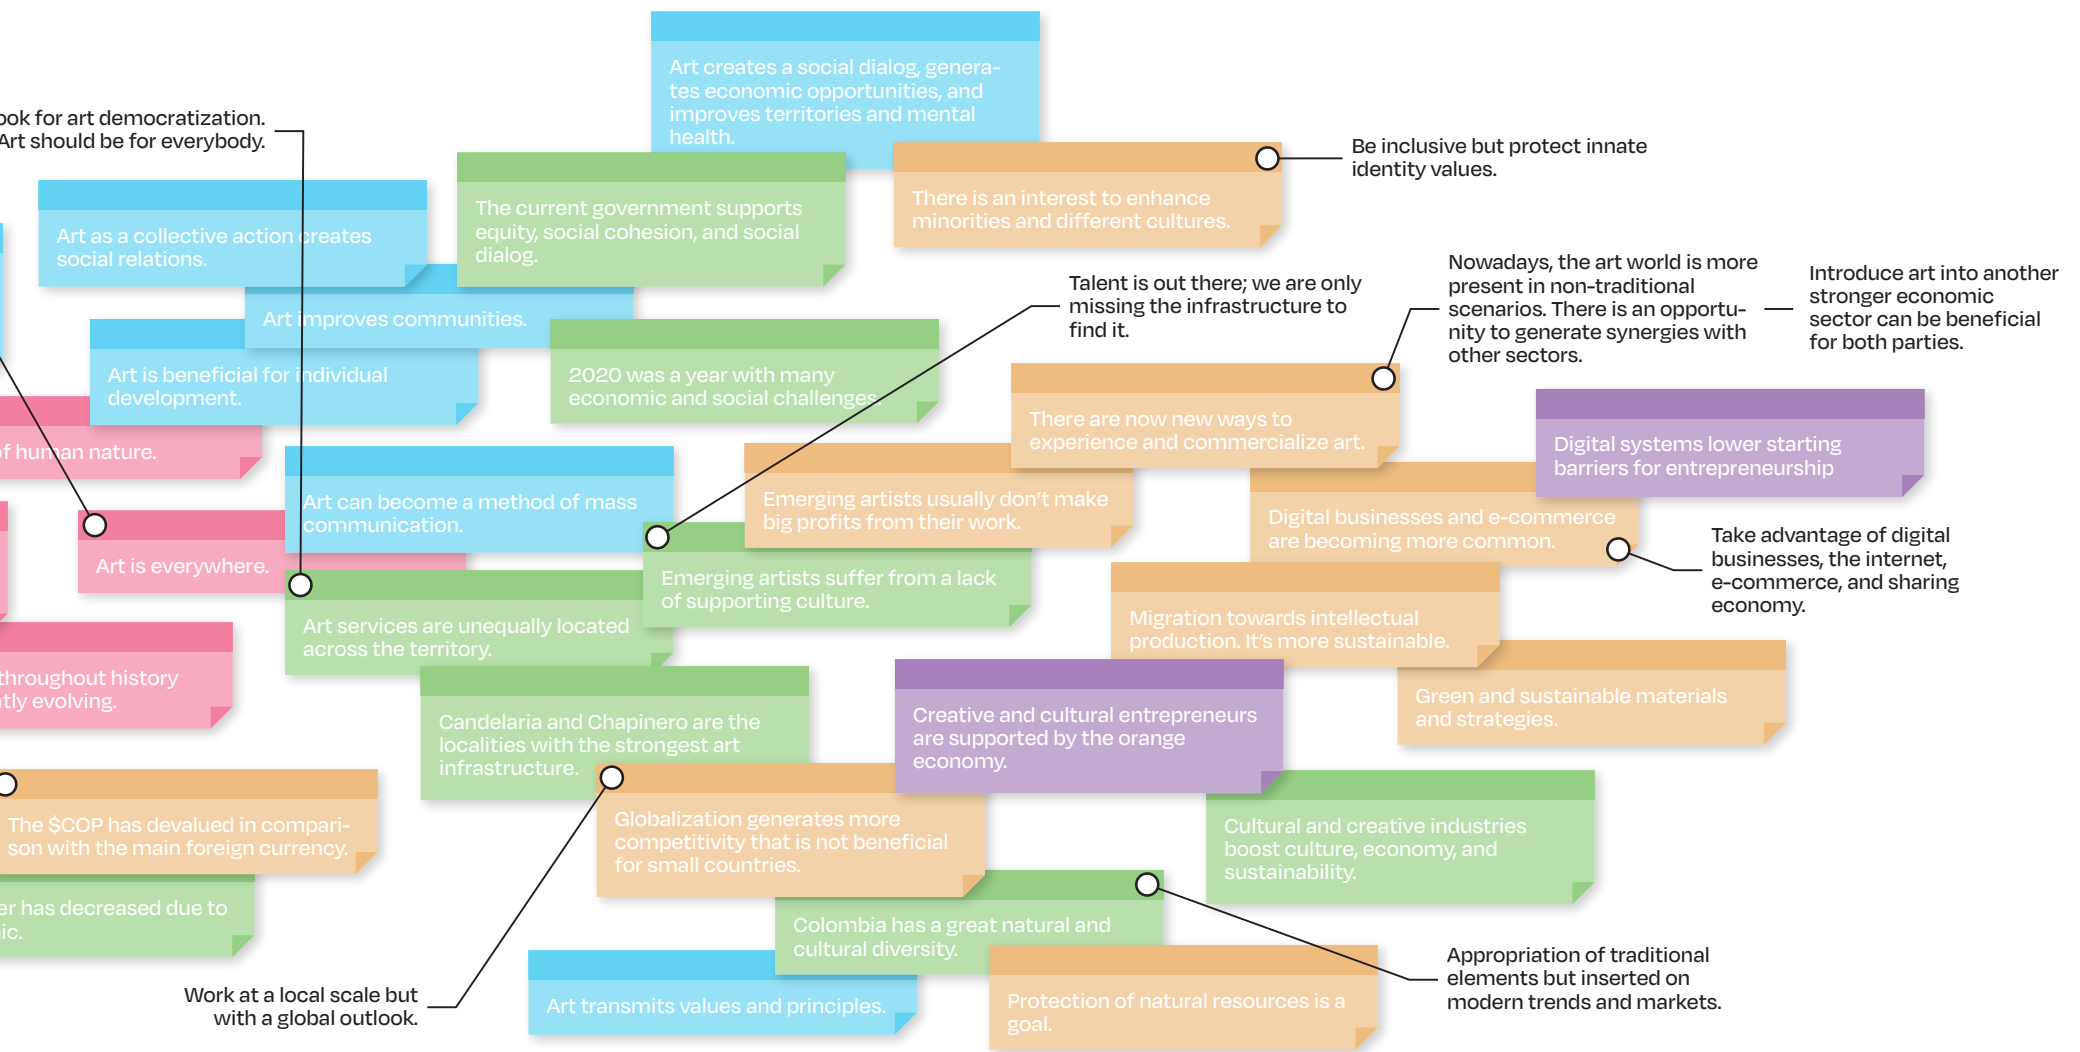 Art creates a social dialog, genera-
tes economic opportunities, and
improves territories and mental
health.
ook for art democratization.
Art should be for everybody.
Be inclusive but protect innate
identity values.
There is an interest to enhance
minorities and different cultures.
The current government supports
equity, social cohesion, and social
dialog.
Art as a collective action creates
social relations.
Talent is out there; we are only
missing the infrastructure to
find it.
Nowadays, the art world is more
present in non-traditional
scenarios. There is an opportu-
nity to generate synergies with
other sectors.
Introduce art into another
stronger economic
sector can be beneficial
for both parties.
Art improves communities.
Art is beneficial for individual
development.
2020 was a year with many
economic and social challenges
There are now new ways to
experience and commercialize art.
Digital systems lower starting
barriers for entrepreneurship
of human nature.
Art can become a method of mass
communication.
Emerging artists usually don't make
big profits from their work.
Digital businesses and e-commerce
are becoming more common.
Take advantage of digital
businesses, the internet,
e-commerce, and sharing
economy.
Art is everywhere.
Emerging artists suffer from a lack
of supporting culture.
Art services are unequally located
across the territory.
Migration towards intellectual
production. It's more sustainable.
throughout history
tly evolving.
Green and sustainable materials
and strategies.
Candelaria and Chapinero are the
localities with the strongest art
infrastructure.
Creative and cultural entrepreneurs
are supported by the orange
economy.
The $COP has devalued in compari-
son with the main foreign currency.
Globalization generates more
competitivity that is not beneficial
for small countries.
Cultural and creative industries
boost culture, economy, and
sustainability.
er has decreased due to
ic.
Colombia has a great natural and
cultural diversity.
Appropriation of traditional
elements but inserted on
modern trends and markets.
Work at a local scale but
with a global outlook.
Art transmits values and principles.
Protection of natural resources is a
goal.